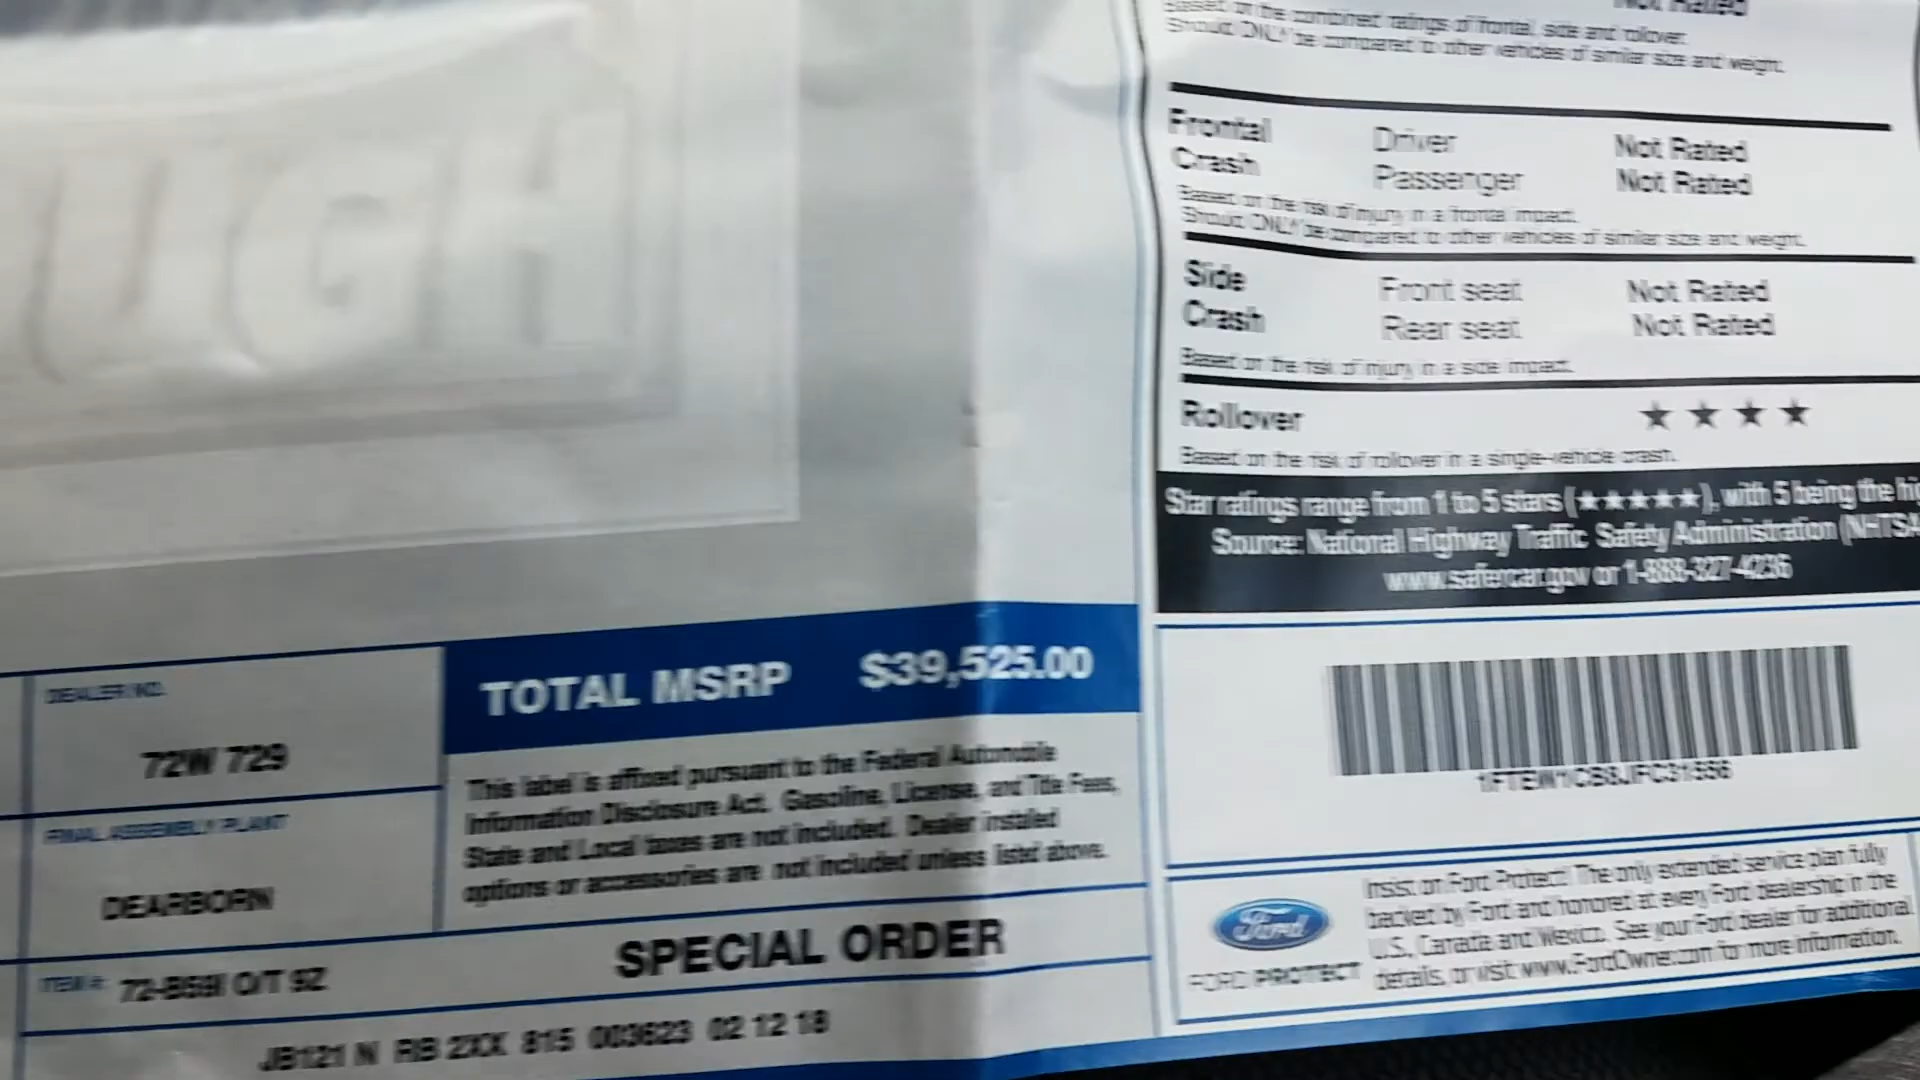 UGH
DEALER NO.
72W 729
FINAL ASSEMBLY PLANT
DEARBORN
TOTAL MSRP $39,525.00
This label is affixed pursuant to the Federal Automobile
Information Disclosure Act. Gasoline, License, and Title Fees,
State and Local taxes are not included. Dealer installed
options or accessories are not included unless listed above.
ITEM #: 72-B59I O/T 9Z
SPECIAL ORDER
JB121 N RB 2XX 815 003623 02 12 18
Not Rated
Based on the combined ratings of frontal, side and rollover.
Should ONLY be compared to other vehicles of similar size and weight.
Frontal Driver Not Rated
Crash Passenger Not Rated
Based on the risk of injury in a frontal impact.
Should ONLY be compared to other vehicles of similar size and weight.
Side Front seat Not Rated
Crash Rear seat Not Rated
Based on the risk of injury in a side impact.
Rollover ★ ★ ★ ★
Based on the risk of rollover in a single-vehicle crash.
Star ratings range from 1 to 5 stars (★★★★★), with 5 being the hi
Source: National Highway Traffic Safety Administration (NHTSA
www.safercar.gov or 1-888-327-4236
Ford
FORD PROTECT
Insist on Ford Protect! The only extended service plan fully
backed by Ford and honored at every Ford dealership in the
U.S., Canada and Mexico. See your Ford dealer for additional
details, or visit www.FordOwner.com for more information.